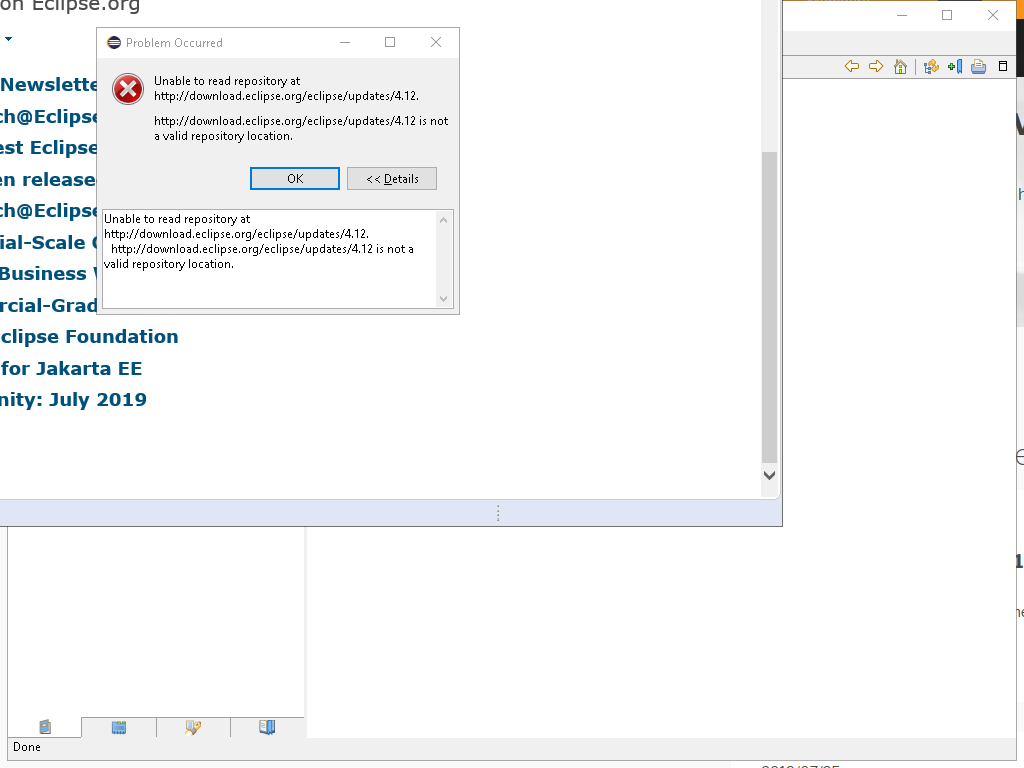 on Eclipse.org
Problem Occurred
Unable to read repository at
http://download.eclipse.org/eclipse/updates/4.12.
http://download.eclipse.org/eclipse/updates/4.12 is not
a valid repository location.
OK
<< Details
Unable to read repository at
http://download.eclipse.org/eclipse/updates/4.12.
http://download.eclipse.org/eclipse/updates/4.12 is not a
valid repository location.
Newslette
ch@Eclipse
est Eclipse
en release
ch@Eclipse
ial-Scale
Business
rcial-Grad
clipse Foundation
for Jakarta EE
nity: July 2019
Done